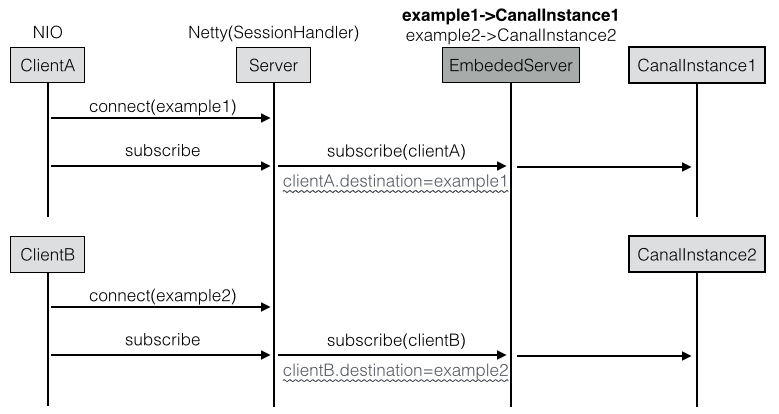 example1->CanalInstance1
NIO
Netty(SessionHandler)
example2->CanalInstance2
ClientA
Server
EmbededServer
CanalInstance1
connect(example1)
subscribe
subscribe(clientA)
clientA.destination=example1
ClientB
CanalInstance2
connect(example2)
subscribe
subscribe(clientB)
clientB.destination=example2